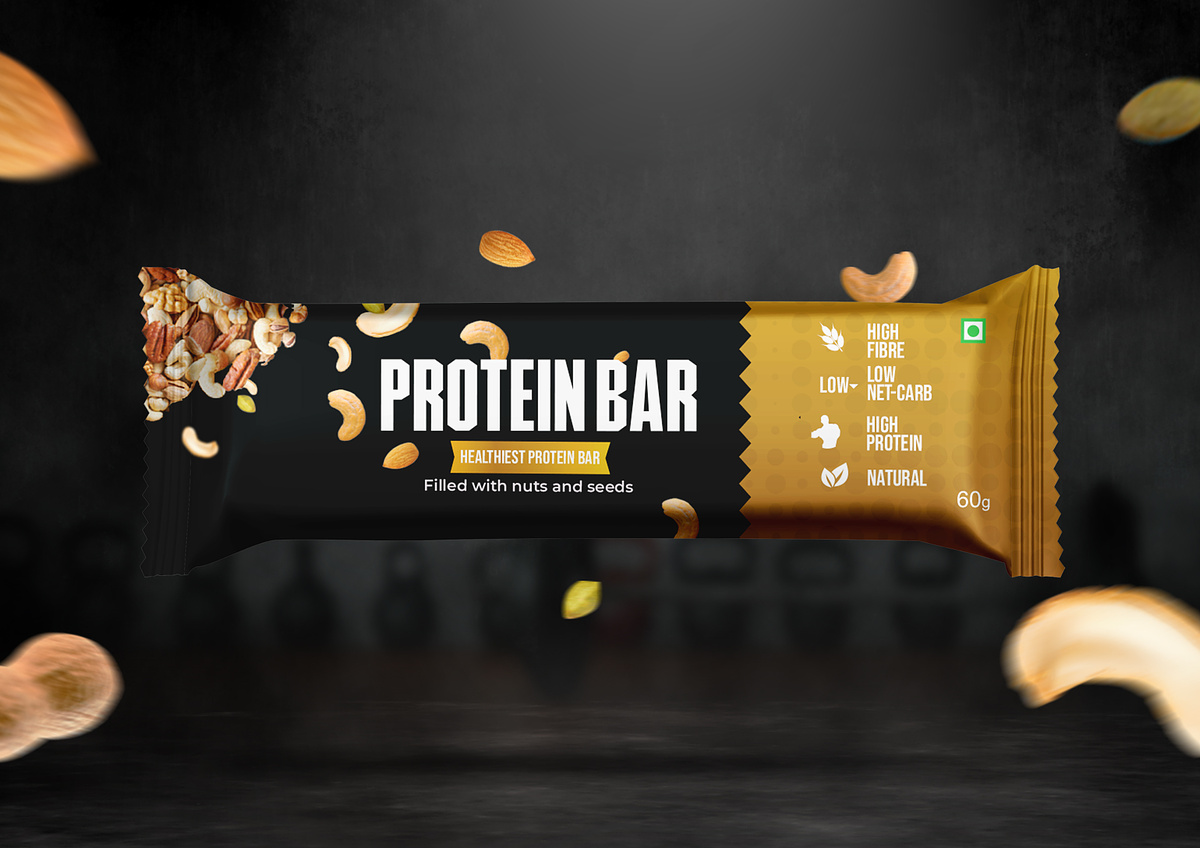 PROTEIN BAR
HEALTHIEST PROTEIN BAR
Filled with nuts and seeds
HIGH
FIBRE
LOW
LOW
NET-CARB
HIGH
PROTEIN
NATURAL
60g